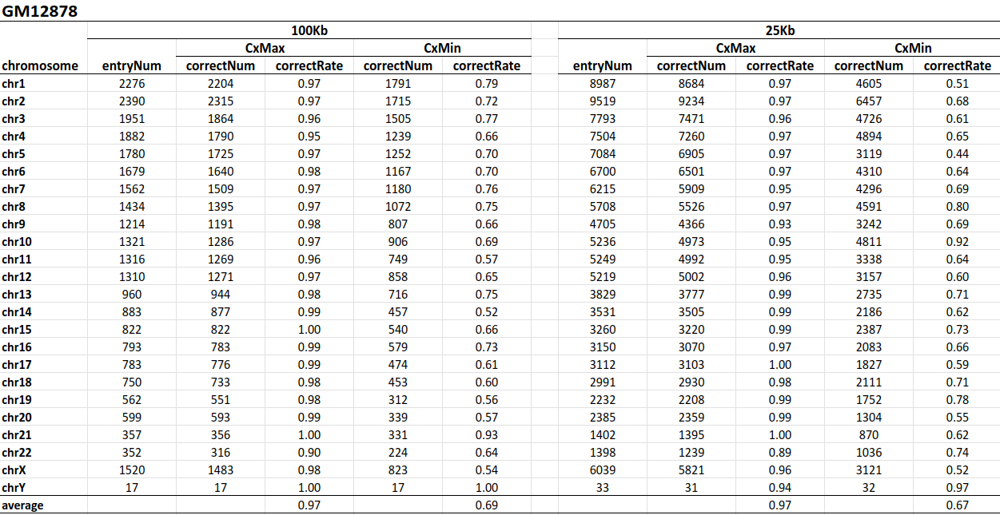 GM12878
100Kb 25Kb
CxMax CxMin CxMax CxMin
chromosome entryNum correctNum correctRate correctNum correctRate entryNum correctNum correctRate correctNum correctRate
chr1 2276 2204 0.97 1791 0.79 8987 8684 0.97 4605 0.51
chr2 2390 2315 0.97 1715 0.72 9519 9234 0.97 6457 0.68
chr3 1951 1864 0.96 1505 0.77 7793 7471 0.96 4726 0.61
chr4 1882 1790 0.95 1239 0.66 7504 7260 0.97 4894 0.65
chr5 1780 1725 0.97 1252 0.70 7084 6905 0.97 3119 0.44
chr6 1679 1640 0.98 1167 0.70 6700 6501 0.97 4310 0.64
chr7 1562 1509 0.97 1180 0.76 6215 5909 0.95 4296 0.69
chr8 1434 1395 0.97 1072 0.75 5708 5526 0.97 4591 0.80
chr9 1214 1191 0.98 807 0.66 4705 4366 0.93 3242 0.69
chr10 1321 1286 0.97 906 0.69 5236 4973 0.95 4811 0.92
chr11 1316 1269 0.96 749 0.57 5249 4992 0.95 3338 0.64
chr12 1310 1271 0.97 858 0.65 5219 5002 0.96 3157 0.60
chr13 960 944 0.98 716 0.75 3829 3777 0.99 2735 0.71
chr14 883 877 0.99 457 0.52 3531 3505 0.99 2186 0.62
chr15 822 822 1.00 540 0.66 3260 3220 0.99 2387 0.73
chr16 793 783 0.99 579 0.73 3150 3070 0.97 2083 0.66
chr17 783 776 0.99 474 0.61 3112 3103 1.00 1827 0.59
chr18 750 733 0.98 453 0.60 2991 2930 0.98 2111 0.71
chr19 562 551 0.98 312 0.56 2232 2208 0.99 1752 0.78
chr20 599 593 0.99 339 0.57 2385 2359 0.99 1304 0.55
chr21 357 356 1.00 331 0.93 1402 1395 1.00 870 0.62
chr22 352 316 0.90 224 0.64 1398 1239 0.89 1036 0.74
chrX 1520 1483 0.98 823 0.54 6039 5821 0.96 3121 0.52
chrY 17 17 1.00 17 1.00 33 31 0.94 32 0.97
average 0.97 0.69 0.97 0.67